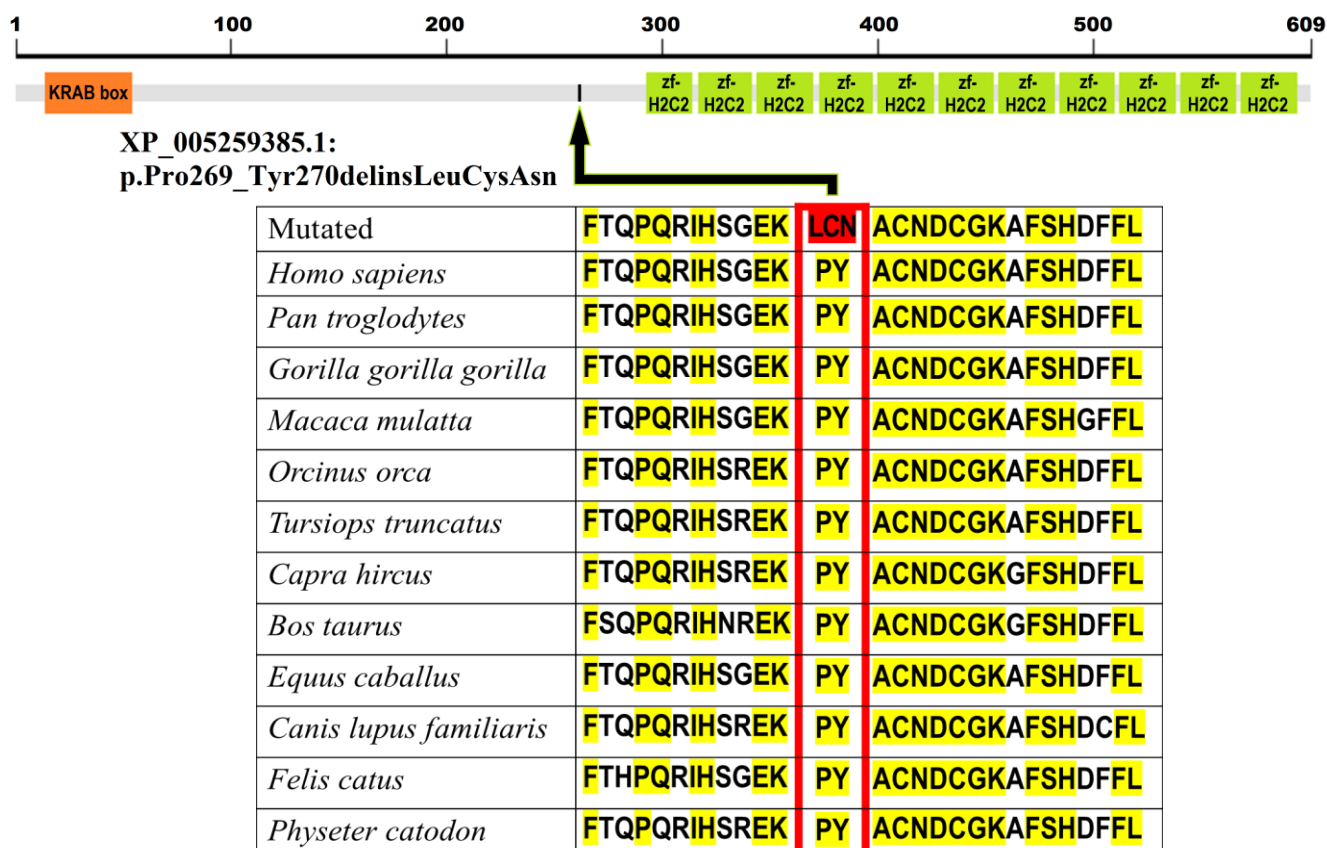 1 100 200 300 400 500 609
KRAB box zf-H2C2 zf-H2C2 zf-H2C2 zf-H2C2 zf-H2C2 zf-H2C2 zf-H2C2 zf-H2C2 zf-H2C2 zf-H2C2 zf-H2C2
XP_005259385.1:
p.Pro269_Tyr270delinsLeuCysAsn
Mutated FTQPQRIHSGEK LCN ACNDCGKAFSHDFFL
Homo sapiens FTQPQRIHSGEK PY ACNDCGKAFSHDFFL
Pan troglodytes FTQPQRIHSGEK PY ACNDCGKAFSHDFFL
Gorilla gorilla gorilla FTQPQRIHSGEK PY ACNDCGKAFSHDFFL
Macaca mulatta FTQPQRIHSGEK PY ACNDCGKAFSHGFFL
Orcinus orca FTQPQRIHSREK PY ACNDCGKAFSHDFFL
Tursiops truncatus FTQPQRIHSREK PY ACNDCGKAFSHDFFL
Capra hircus FTQPQRIHSREK PY ACNDCGKGFSHDFFL
Bos taurus FSQPQRIHNREK PY ACNDCGKGFSHDFFL
Equus caballus FTQPQRIHSGEK PY ACNDCGKAFSHDFFL
Canis lupus familiaris FTQPQRIHSREK PY ACNDCGKAFSHDCFL
Felis catus FTHPQRIHSGEK PY ACNDCGKAFSHDFFL
Physeter catodon FTQPQRIHSREK PY ACNDCGKAFSHDFFL